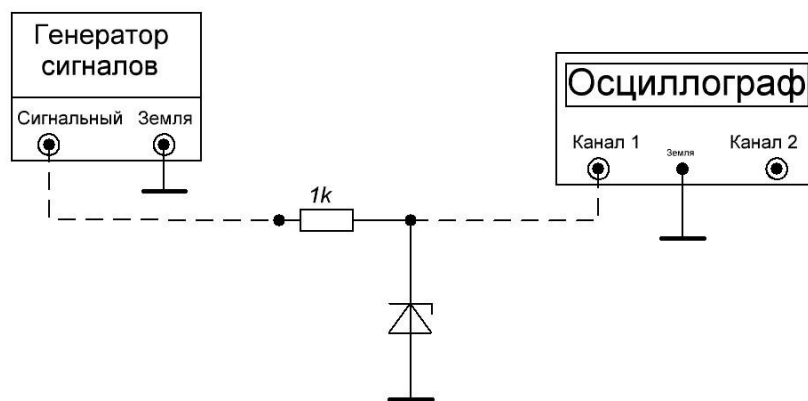 Генератор
сигналов
Сигнальный Земля
Осциллограф
Канал 1 Земля Канал 2
1k